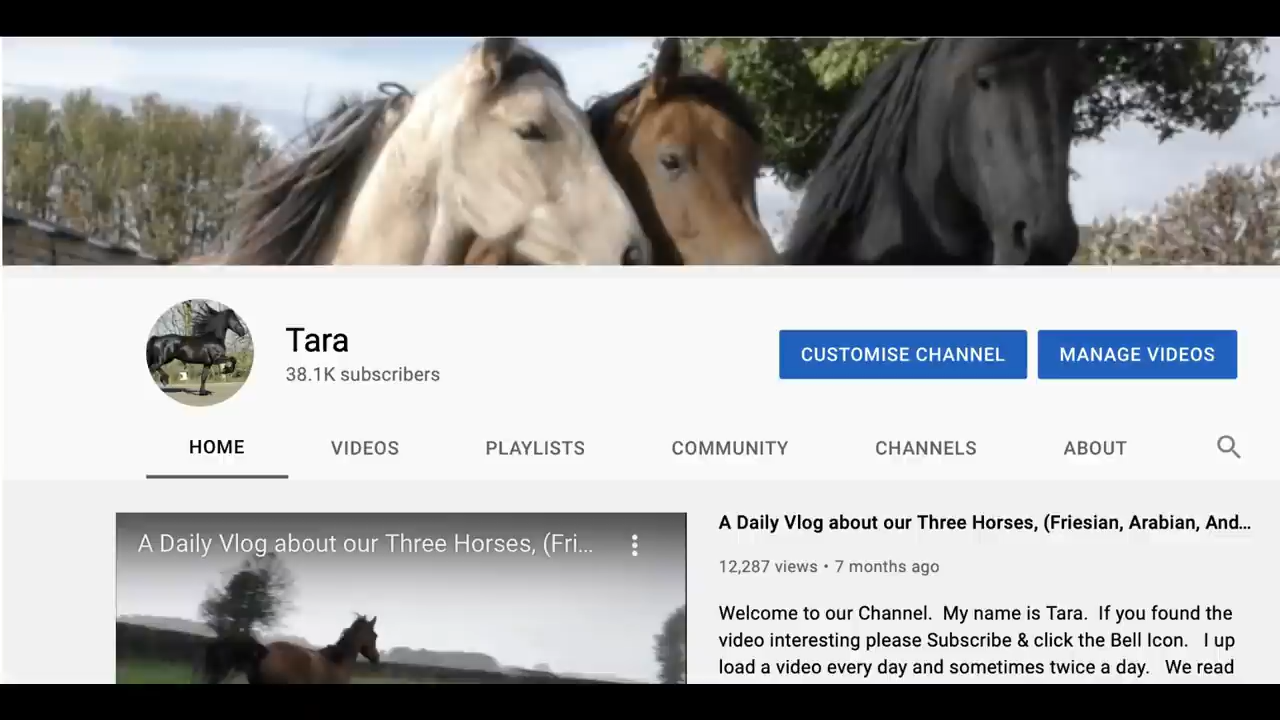 Tara
38.1K subscribers
CUSTOMISE CHANNEL
MANAGE VIDEOS
HOME
VIDEOS
PLAYLISTS
COMMUNITY
CHANNELS
ABOUT
A Daily Vlog about our Three Horses, (Fri...
A Daily Vlog about our Three Horses, (Friesian, Arabian, And...
12,287 views • 7 months ago
Welcome to our Channel.  My name is Tara.  If you found the
video interesting please Subscribe & click the Bell Icon.   I up
load a video every day and sometimes twice a day.   We read